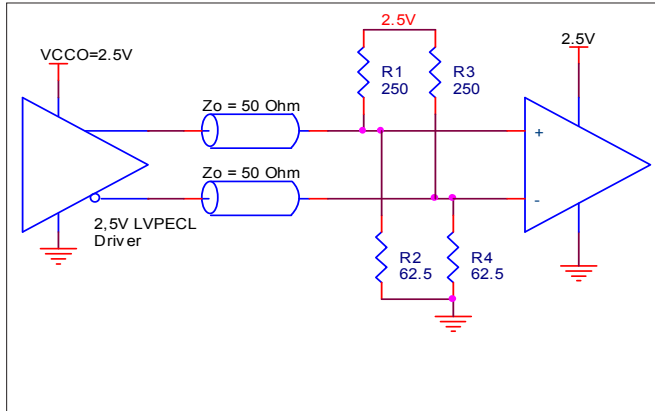 2.5V
VCCO=2.5V
2.5V
R1
250
R3
250
Zo = 50 Ohm
+
Zo = 50 Ohm
-
2,5V LVPECL
Driver
R2
62.5
R4
62.5